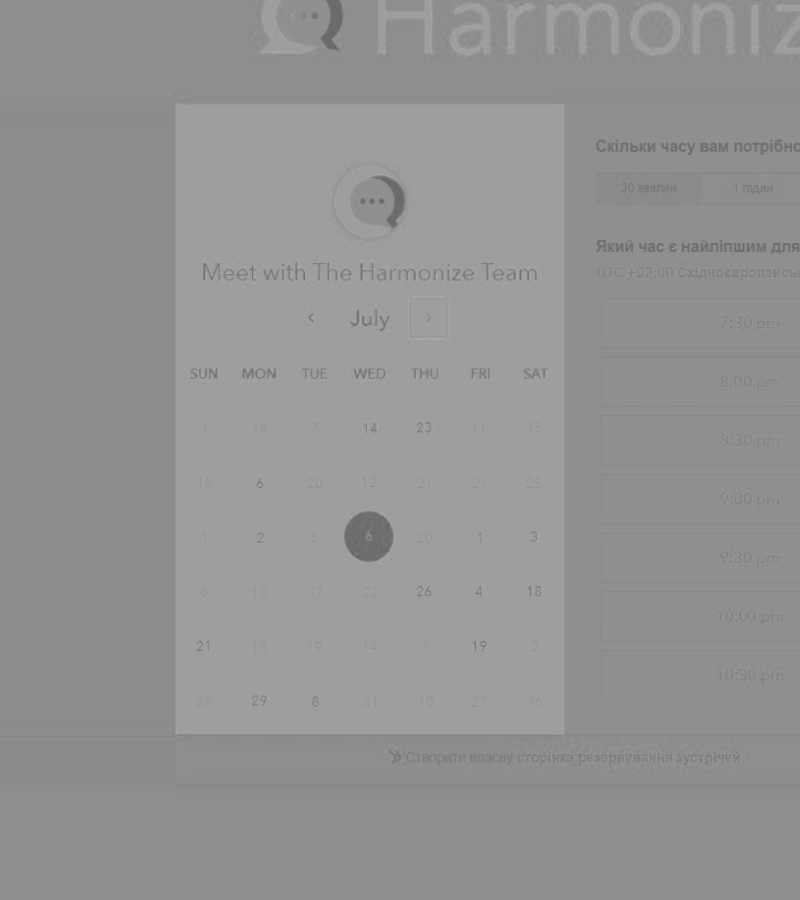 Harmoniz
Meet with The Harmonize Team
July
SUN MON TUE WED THU FRI SAT
1 14 7 14 23 11 15
18 6 20 12 21 21 25
1 2 6 6 20 1 3
6 18 17 22 26 4 18
21 18 19 14 7 19 2
28 29 8 31 10 27 16
Скільки часу вам потрібно
30 хвилин 1 годин
Який час є найліпшим для
UTC +03:00 Східноєвропейськ
7:30 pm
8:00 pm
8:30 pm
9:00 pm
9:30 pm
10:00 pm
10:30 pm
Створити власну сторінка резервування зустрічей